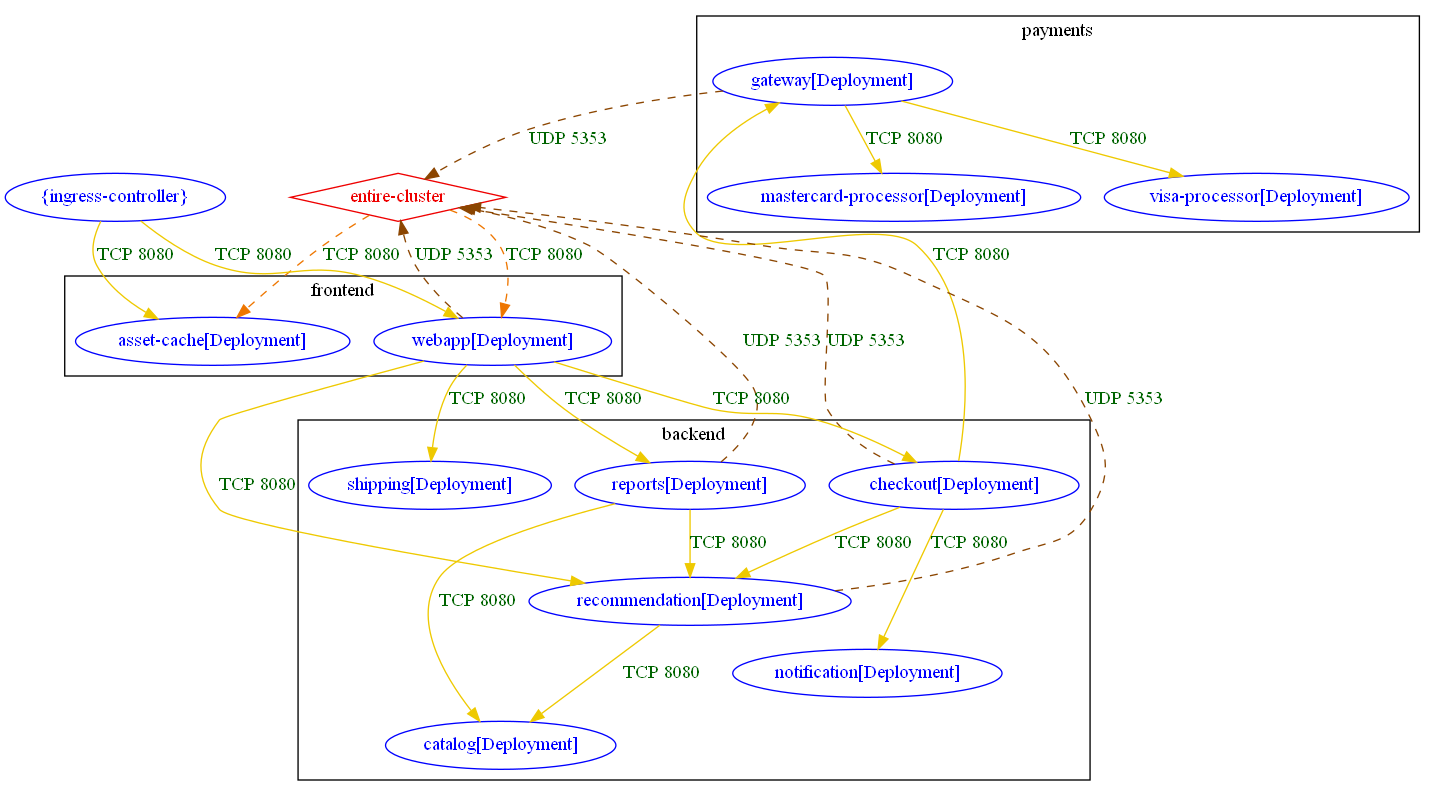 payments
gateway[Deployment]
UDP 5353
TCP 8080
TCP 8080
{ingress-controller}
entire-cluster
mastercard-processor[Deployment]
visa-processor[Deployment]
TCP 8080
TCP 8080
TCP 8080
UDP 5353
TCP 8080
TCP 8080
frontend
asset-cache[Deployment]
webapp[Deployment]
UDP 5353
UDP 5353
TCP 8080
TCP 8080
TCP 8080
UDP 5353
backend
TCP 8080
shipping[Deployment]
reports[Deployment]
checkout[Deployment]
TCP 8080
TCP 8080
TCP 8080
TCP 8080
recommendation[Deployment]
TCP 8080
notification[Deployment]
catalog[Deployment]